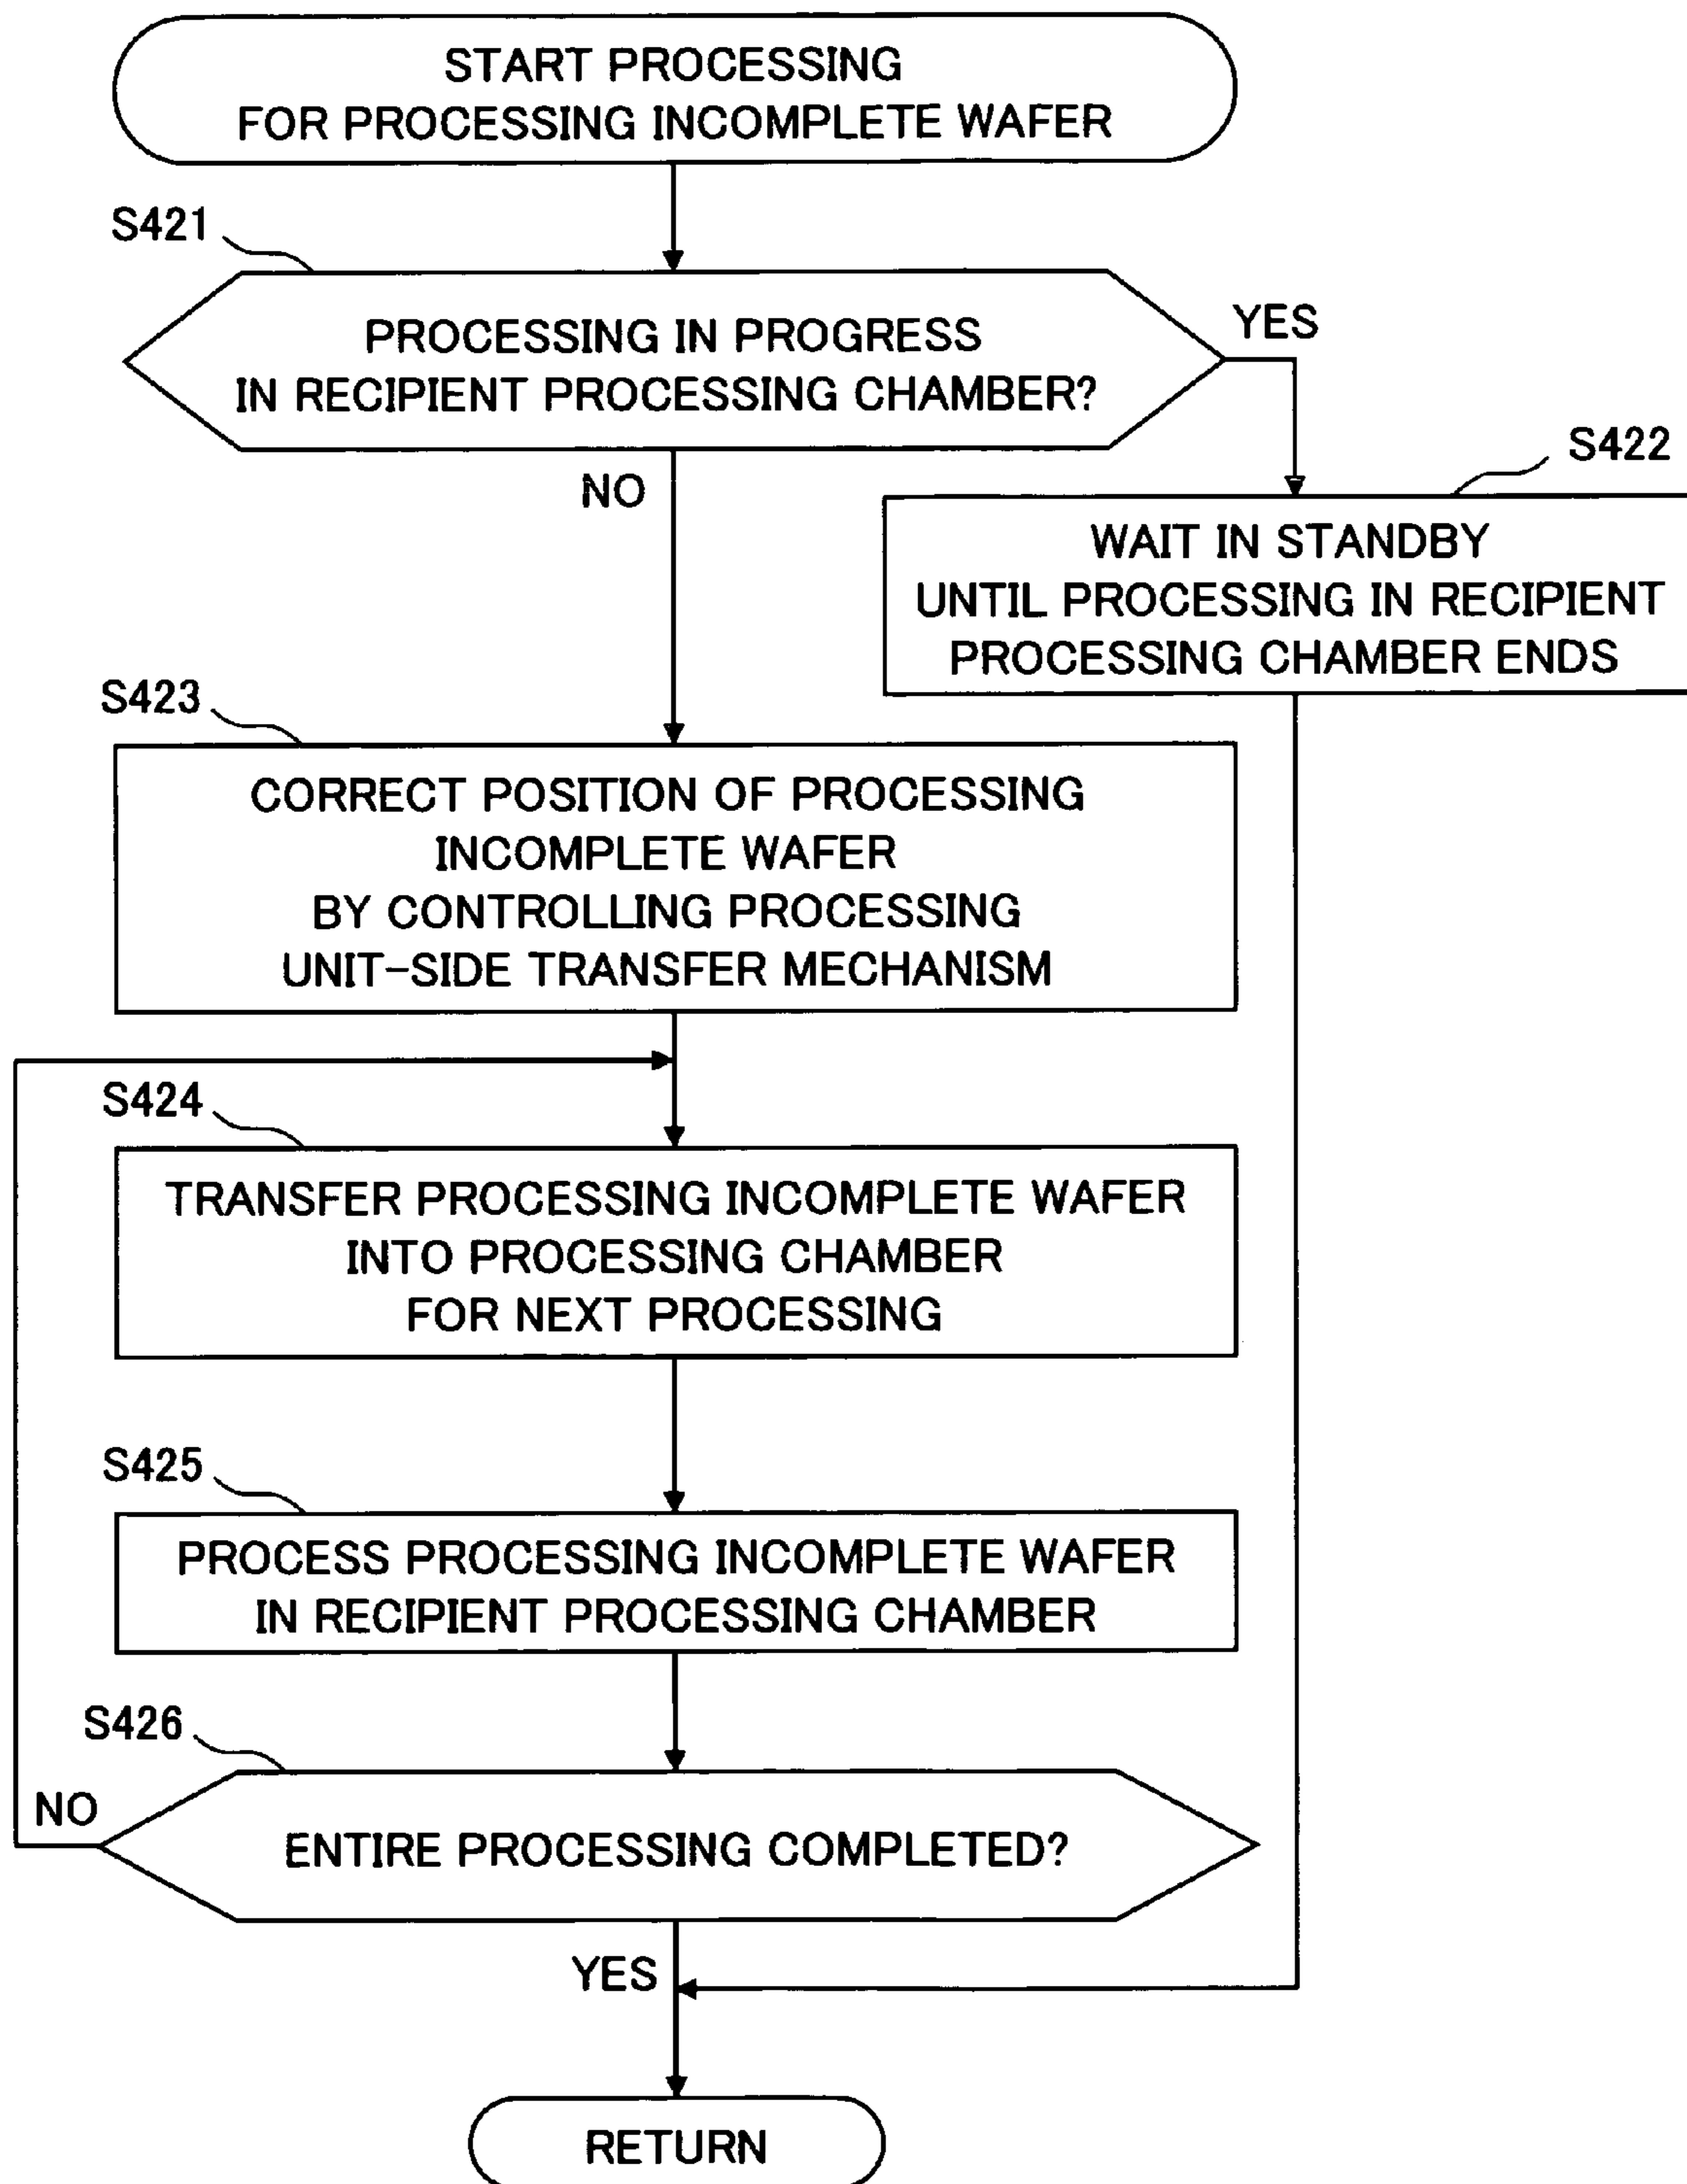 START PROCESSING
FOR PROCESSING INCOMPLETE WAFER
S421
PROCESSING IN PROGRESS
IN RECIPIENT PROCESSING CHAMBER?
YES
NO
S422
WAIT IN STANDBY
UNTIL PROCESSING IN RECIPIENT
PROCESSING CHAMBER ENDS
S423
CORRECT POSITION OF PROCESSING
INCOMPLETE WAFER
BY CONTROLLING PROCESSING
UNIT-SIDE TRANSFER MECHANISM
S424
TRANSFER PROCESSING INCOMPLETE WAFER
INTO PROCESSING CHAMBER
FOR NEXT PROCESSING
S425
PROCESS PROCESSING INCOMPLETE WAFER
IN RECIPIENT PROCESSING CHAMBER
S426
NO
ENTIRE PROCESSING COMPLETED?
YES
RETURN